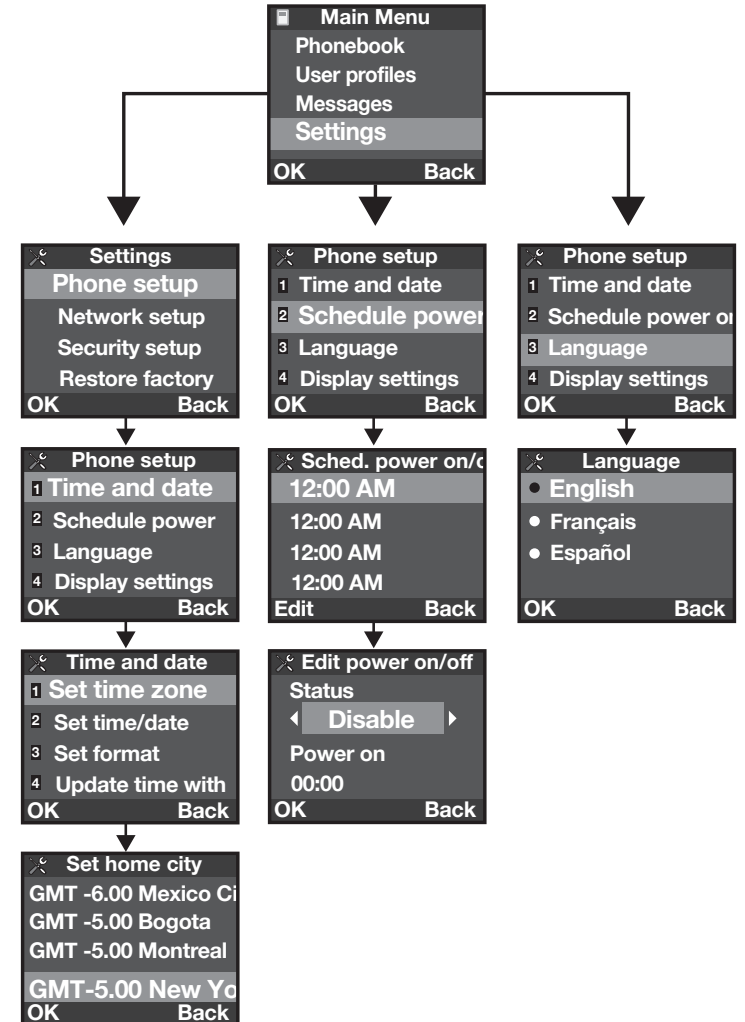 Main Menu
Phonebook
User profiles
Messages
Settings
OK Back
Settings
Phone setup
Network setup
Security setup
Restore factory
OK Back
Phone setup
1 Time and date
2 Schedule power
3 Language
4 Display settings
OK Back
Time and date
1 Set time zone
2 Set time/date
3 Set format
4 Update time with
OK Back
Set home city
GMT -6.00 Mexico Ci
GMT -5.00 Bogota
GMT -5.00 Montreal
GMT-5.00 New Yo
OK Back
Phone setup
1 Time and date
2 Schedule power
3 Language
4 Display settings
OK Back
Sched. power on/o
12:00 AM
12:00 AM
12:00 AM
12:00 AM
Edit Back
Edit power on/off
Status
Disable
Power on
00:00
OK Back
Phone setup
1 Time and date
2 Schedule power on
3 Language
4 Display settings
OK Back
Language
English
Français
Español
OK Back